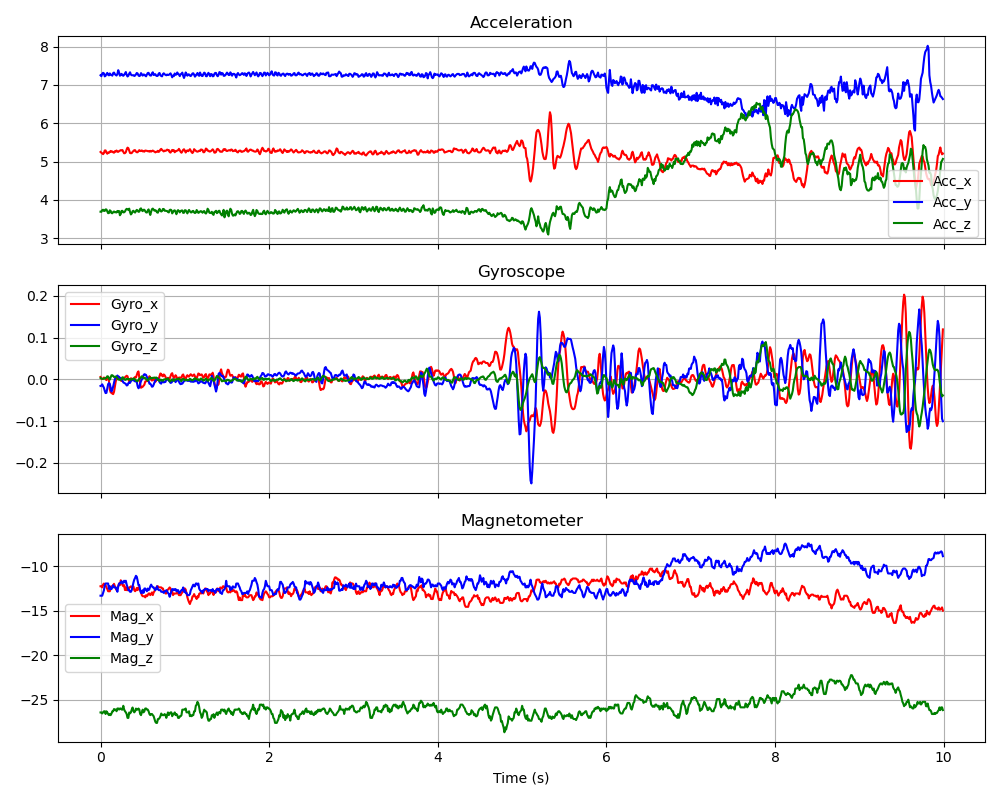 Acceleration
8
7
6
5
4
3
Acc_x
Acc_y
Acc_z
Gyroscope
0.2
0.1
0.0
−0.1
−0.2
Gyro_x
Gyro_y
Gyro_z
Magnetometer
−10
−15
−20
−25
Mag_x
Mag_y
Mag_z
0 2 4 6 8 10
Time (s)